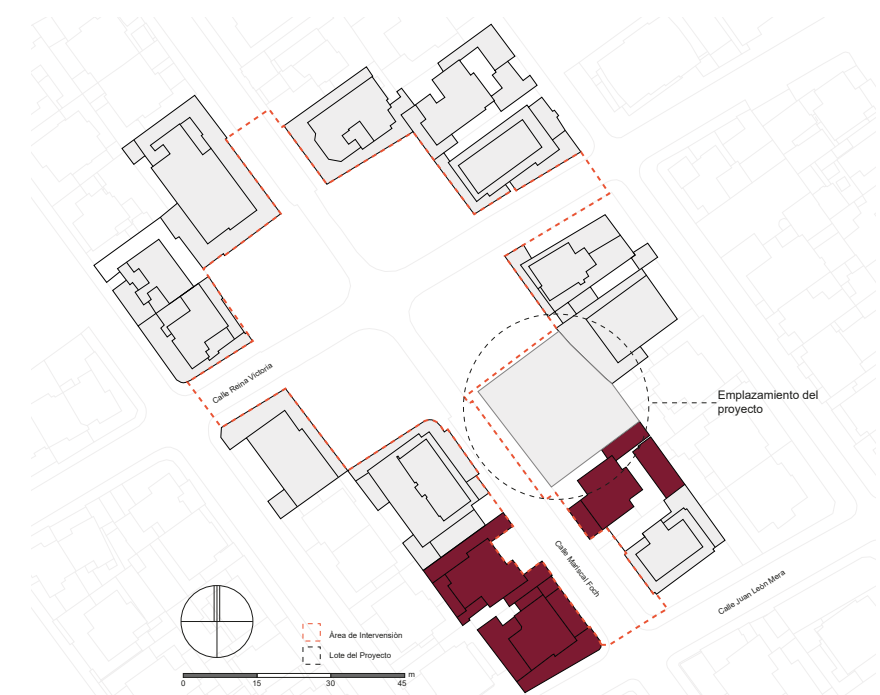 Calle Reina Victoria
Emplazamiento del
proyecto
Calle Mariscal Foch
Calle Juan León Mera
Área de Intervención
Lote del Proyecto
m
0 15 30 45